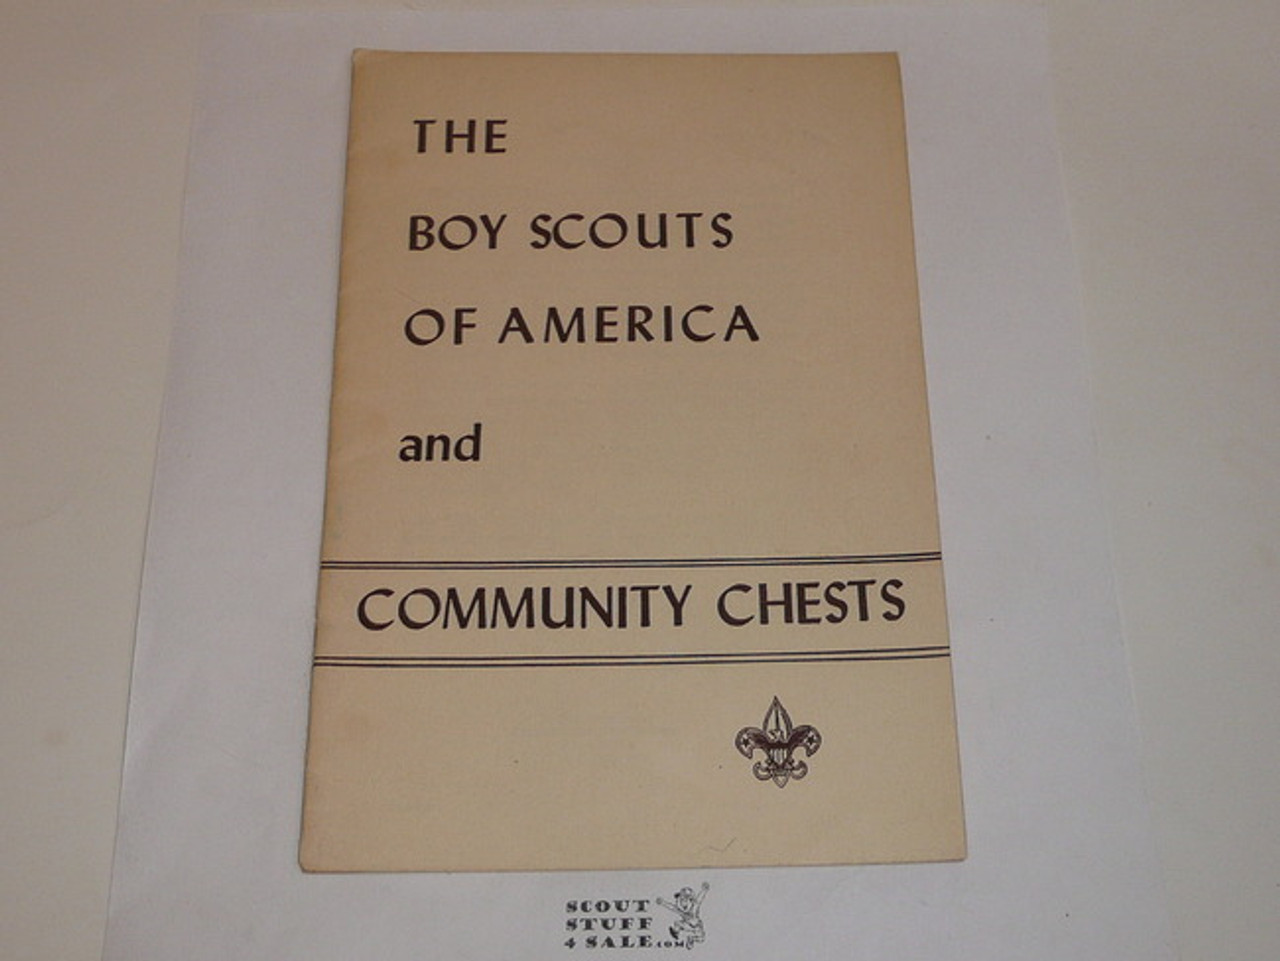 THE
BOY SCOUTS
OF AMERICA
and
COMMUNITY CHESTS
SCOUT
STUFF
4 SALE.COM